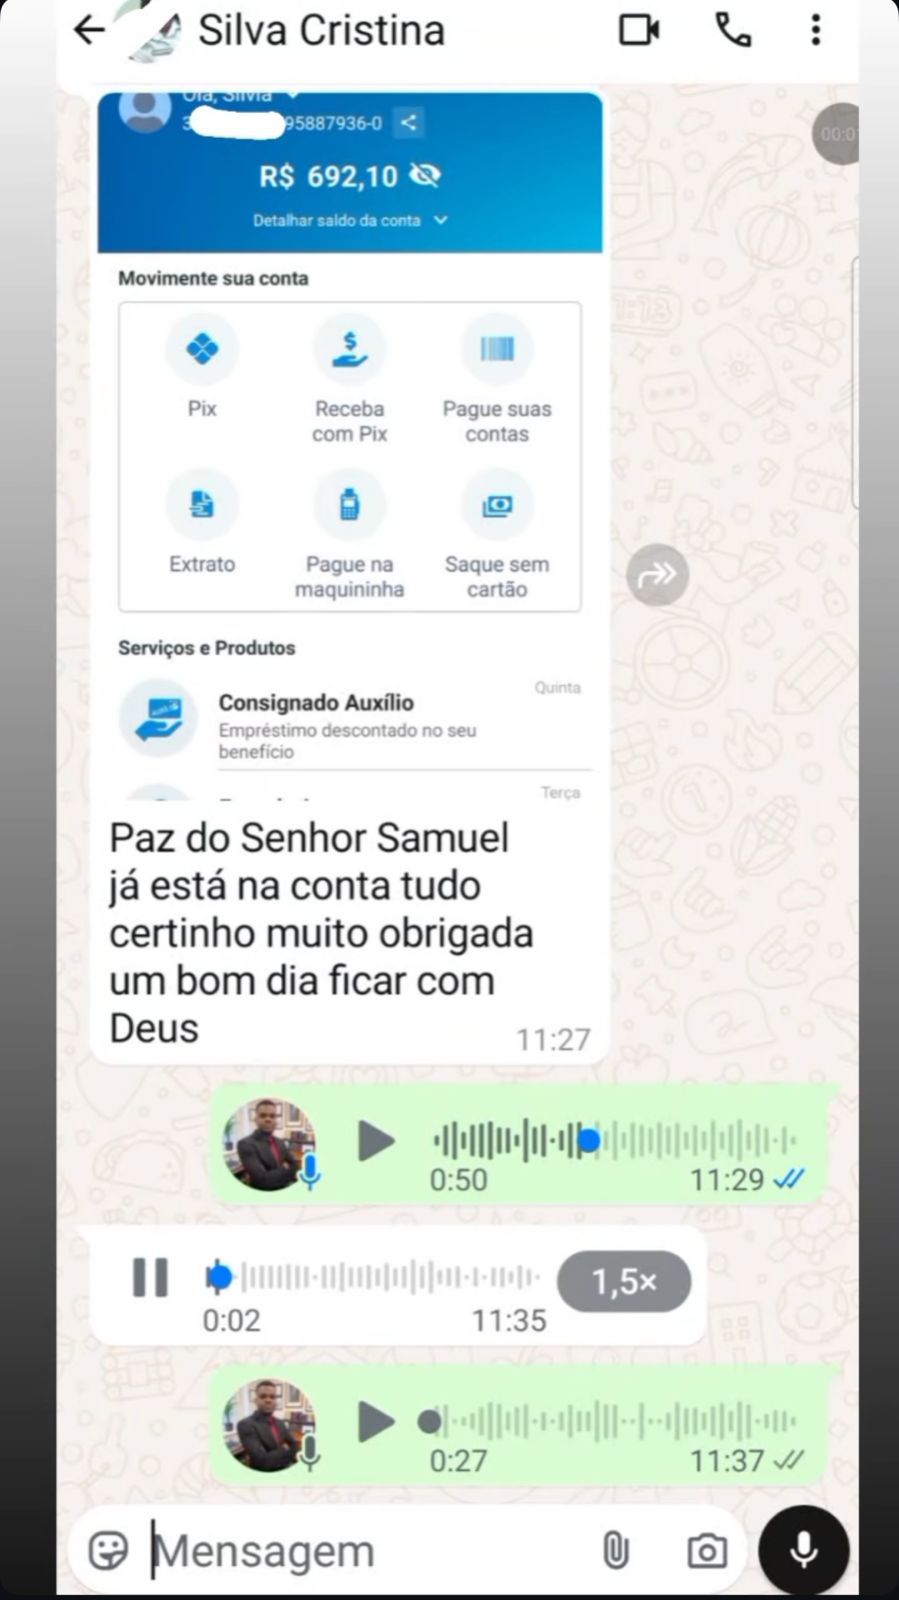 Silva Cristina
Olá, Silvia
3 95887936-0
00:0
R$ 692,10
Detalhar saldo da conta
Movimente sua conta
Pix
Receba
com Pix
Pague suas
contas
Extrato
Pague na
maquininha
Saque sem
cartão
Serviços e Produtos
Quinta
Consignado Auxílio
Empréstimo descontado no seu
benefício
Terça
Paz do Senhor Samuel
já está na conta tudo
certinho muito obrigada
um bom dia ficar com
Deus
11:27
0:50 11:29
1,5×
0:02 11:35
0:27 11:37
Mensagem